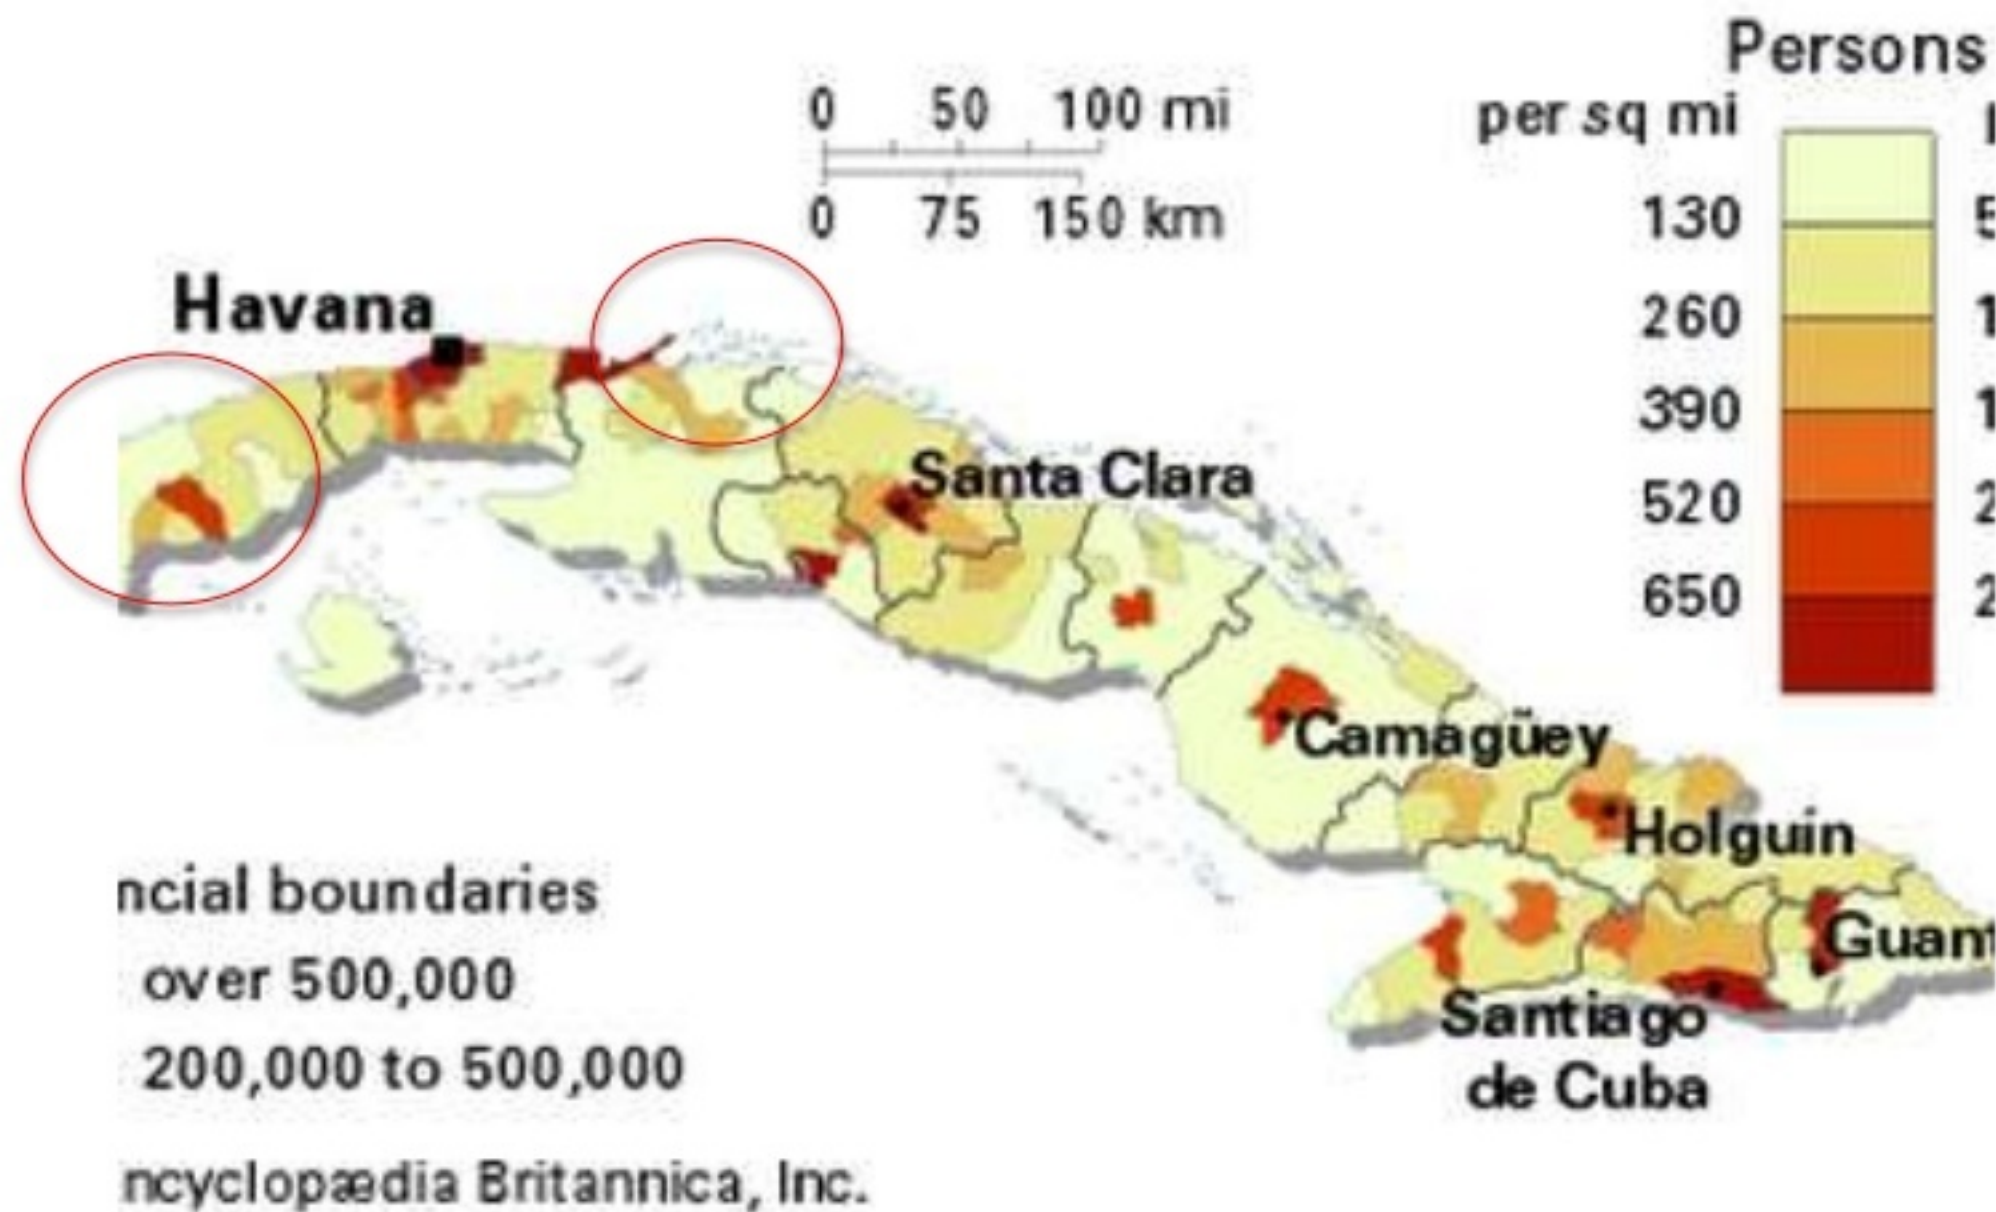 Persons
per sq mi
0 50 100 mi
0 75 150 km
130
260
390
520
650
Havana
Santa Clara
Camagüey
Holguin
Guant
Santiago
de Cuba
ncial boundaries
over 500,000
200,000 to 500,000
ncyclopædia Britannica, Inc.